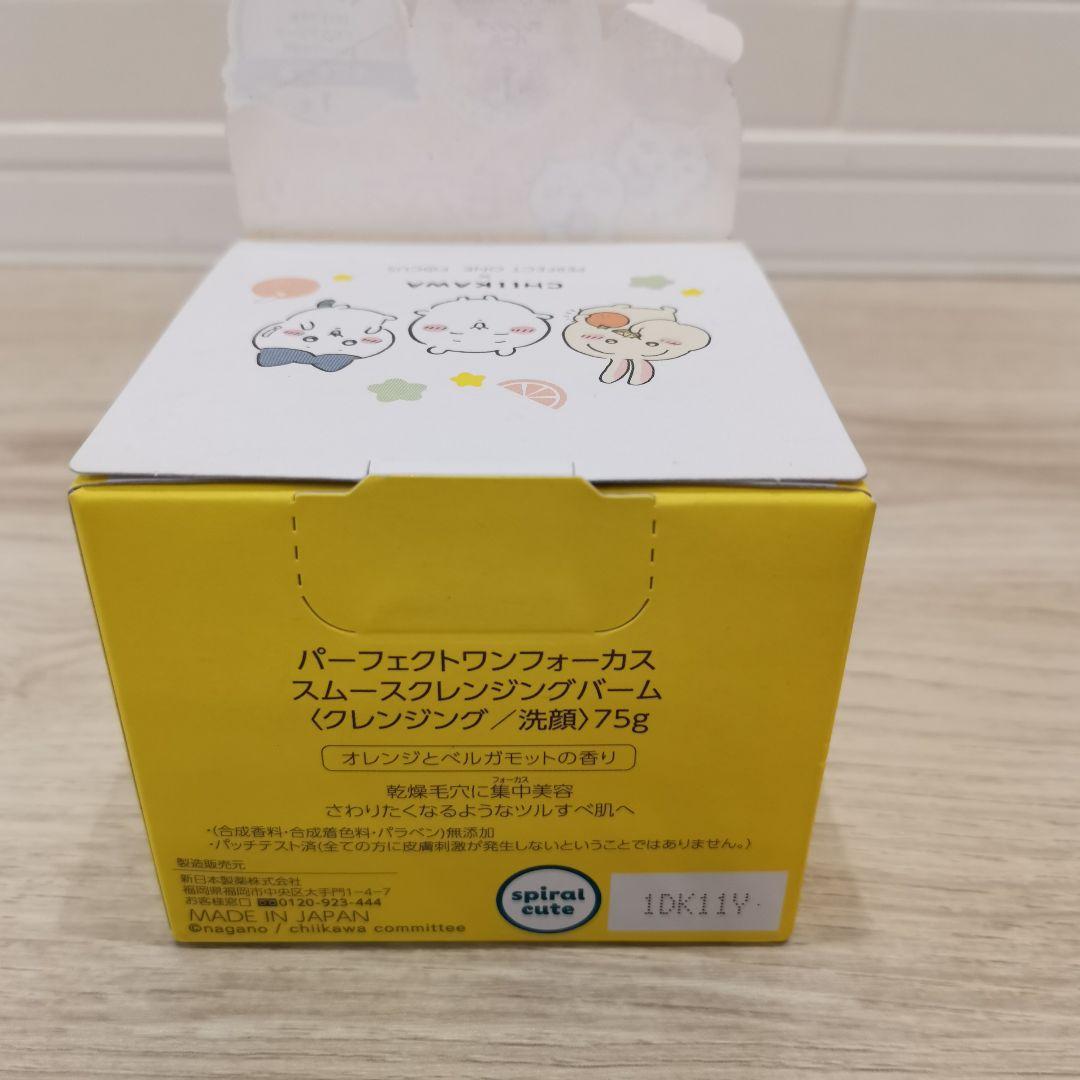 PERFECT ONE FOCUS
×
CHIIKAWA
パーフェクトワンフォーカス
スムースクレンジングバーム
〈クレンジング／洗顔〉75g
オレンジとベルガモットの香り
フォーカス
乾燥毛穴に集中美容
さわりたくなるようなツルすべ肌へ
・(合成香料・合成着色料・パラベン)無添加
・パッチテスト済(全ての方に皮膚刺激が発生しないということではありません。)
製造販売元
新日本製薬株式会社
福岡県福岡市中央区大手門1-4-7
お客様窓口 0120-923-444
MADE IN JAPAN
©nagano / chiikawa committee
spiral
cute
1DK11Y